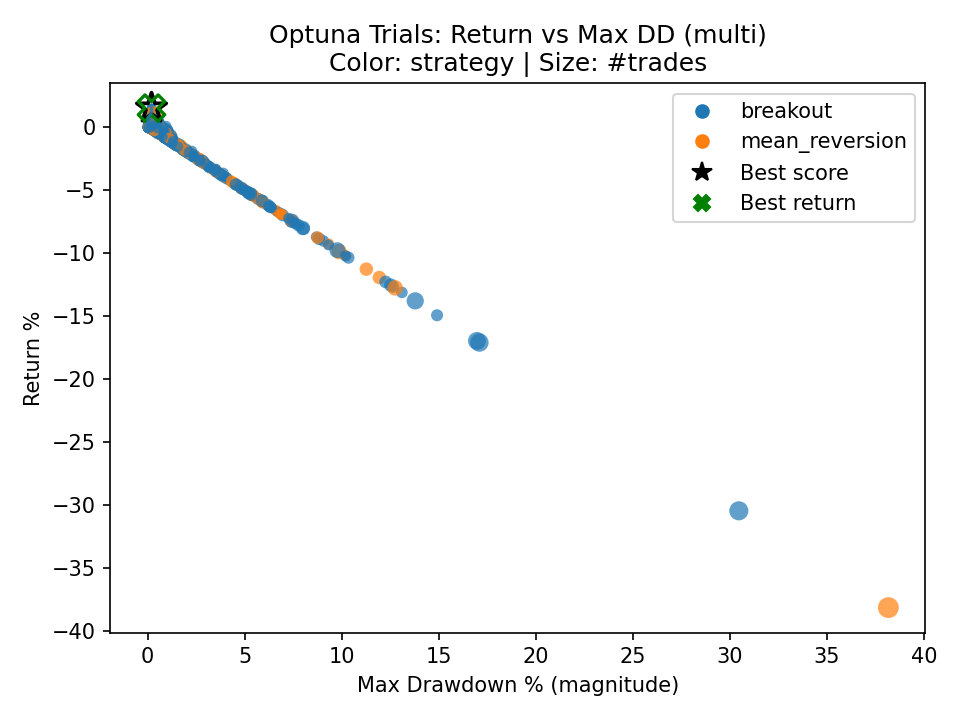 Optuna Trials: Return vs Max DD (multi)
Color: strategy | Size: #trades
breakout
mean_reversion
Best score
Best return
Return %
0
−5
−10
−15
−20
−25
−30
−35
−40
0
5
10
15
20
25
30
35
40
Max Drawdown % (magnitude)